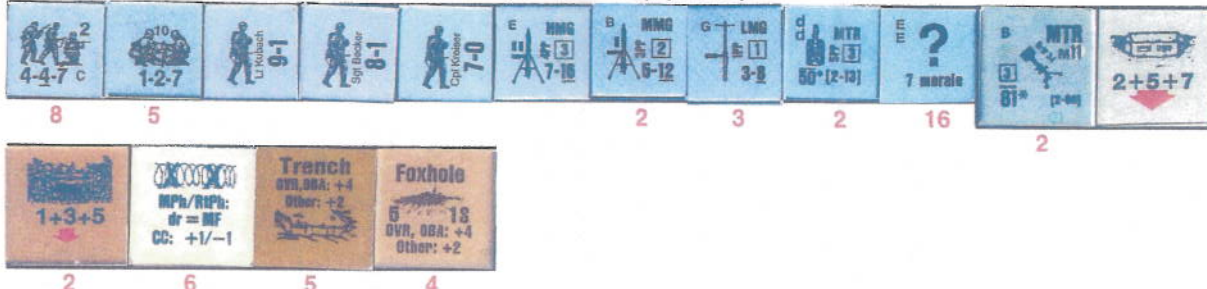 2
4-4-7 C
8
10
1-2-7
5
Lt Kubach
9-1
Sgt Becker
8-1
Cpl Kreiser
7-0
E HMG
3
7-16
B MMG
2
5-12
2
G LMG
1
3-8
3
MTR
3
50* [2-13]
2
E
E
?
7 morale
16
B MTR
3
81*
2
2+5+7
1+3+5
2
MPh/RtPh:
dr = MF
CC: +1/-1
6
Trench
OVR,OBA: +4
Other: +2
5
Foxhole
OVR, OBA: +4
Other: +2
4